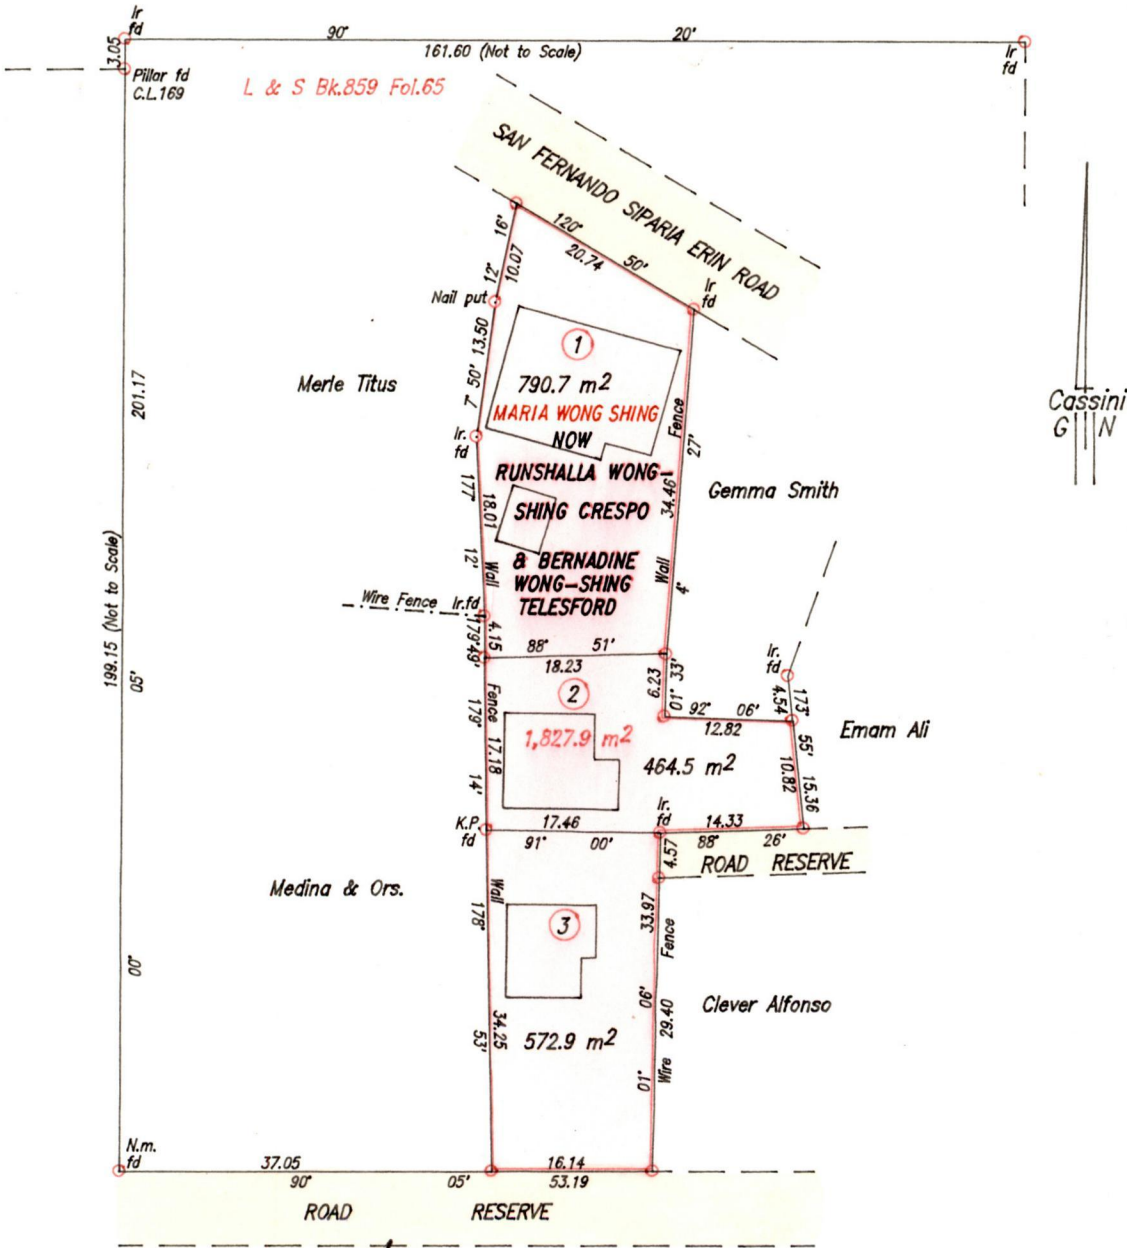 Ir
fd
90° 20'
161.60 (Not to Scale)
Ir
fd
3.05
Pillar fd
C.L.169
L & S Bk.859 Fol.65
SAN FERNANDO SIPARIA ERIN ROAD
120° 50'
20.74
12° 16'
10.07
Nail put
Ir
fd
7° 50' 13.50
1
790.7 m2
MARIA WONG SHING
NOW
RUNSHALLA WONG-
SHING CRESPO
& BERNADINE
WONG-SHING
TELESFORD
Merle Titus
201.17
Cassini
G N
Ir.
fd
177° 12'
18.01
Wall
Fence
27'
34.46
Wall
4°
Gemma Smith
199.15 (Not to Scale)
Wire Fence Ir.fd
4.15
179°49'
88° 51'
18.23
05'
6.23
01° 33'
Ir.
fd
4.54
173°
92° 06'
12.82
2
Fence
179° 14'
17.18
1,827.9 m2
464.5 m2
Emam Ali
55'
10.82
15.36
K.P.
fd
17.46
91° 00'
Ir.
fd
14.33
88° 26'
4.57
ROAD RESERVE
Medina & Ors.
Wall
178° 53'
34.25
3
572.9 m2
33.97
Fence
01° 06'
29.40
Wire
Clever Alfonso
00°
N.m.
fd
37.05
16.14
90° 05'
53.19
ROAD RESERVE